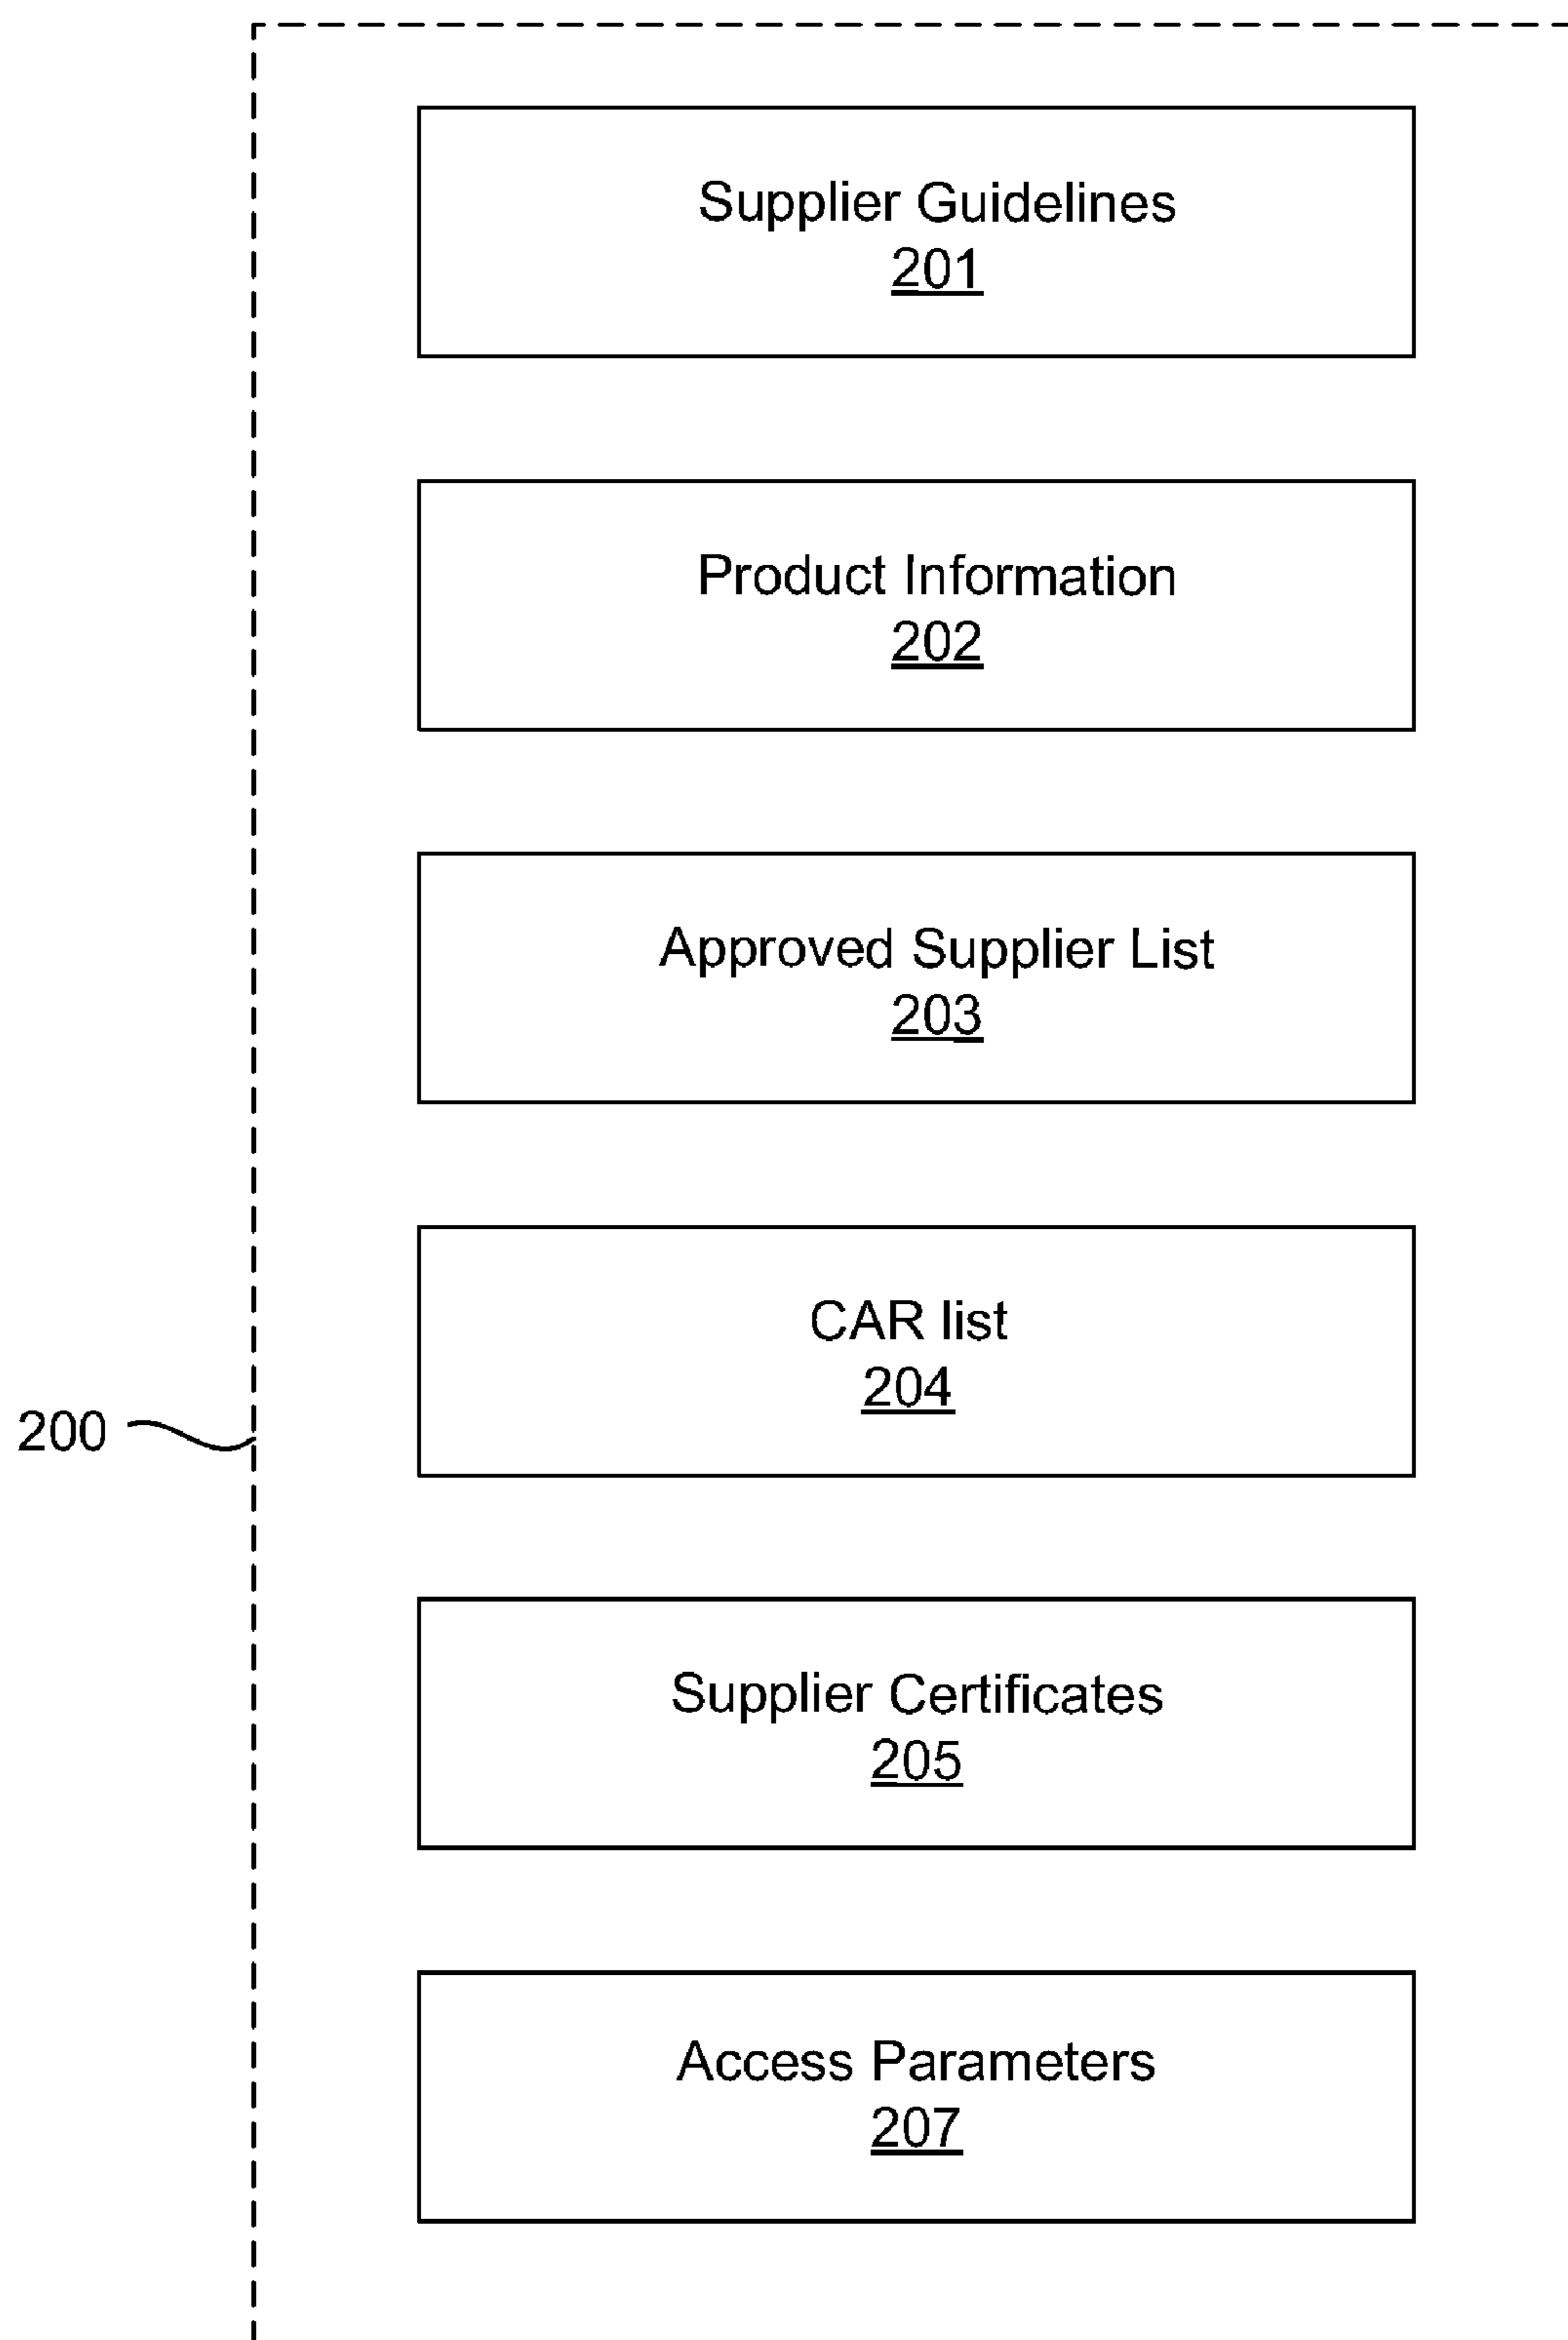 Supplier Guidelines
201
Product Information
202
Approved Supplier List
203
CAR list
204
200
Supplier Certificates
205
Access Parameters
207